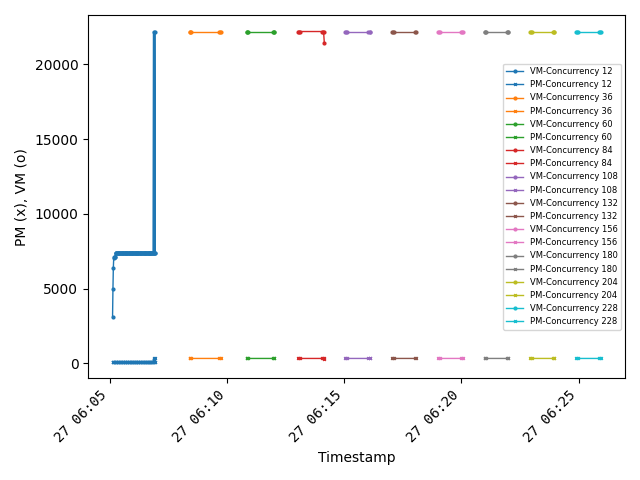 PM (x), VM (o)
20000
15000
10000
5000
0
VM-Concurrency 12
PM-Concurrency 12
VM-Concurrency 36
PM-Concurrency 36
VM-Concurrency 60
PM-Concurrency 60
VM-Concurrency 84
PM-Concurrency 84
VM-Concurrency 108
PM-Concurrency 108
VM-Concurrency 132
PM-Concurrency 132
VM-Concurrency 156
PM-Concurrency 156
VM-Concurrency 180
PM-Concurrency 180
VM-Concurrency 204
PM-Concurrency 204
VM-Concurrency 228
PM-Concurrency 228
27 06:05
27 06:10
27 06:15
27 06:20
27 06:25
Timestamp